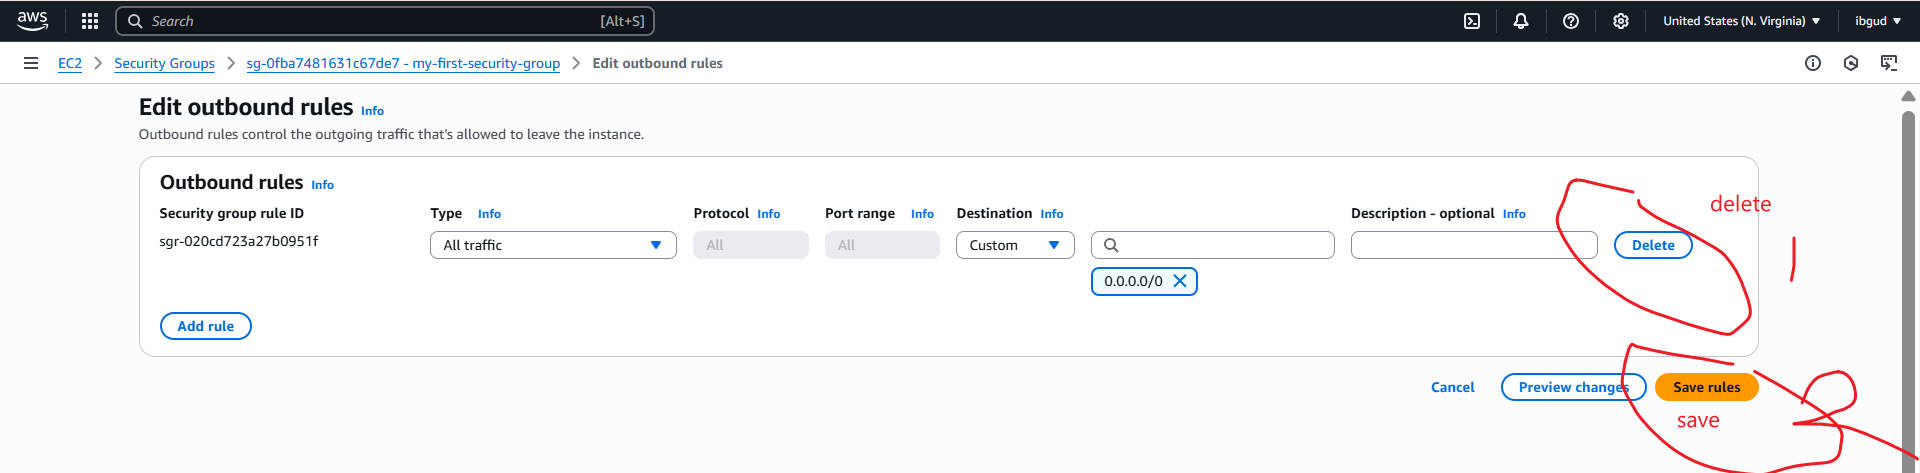 aws
Search [Alt+S] United States (N. Virginia) ibgud
EC2 Security Groups sg-0fba7481631c67de7 - my-first-security-group Edit outbound rules
Edit outbound rules Info
Outbound rules control the outgoing traffic that's allowed to leave the instance.
Outbound rules Info
Security group rule ID Type Info Protocol Info Port range Info Destination Info Description - optional Info delete
sgr-020cd723a27b0951f All traffic All All Custom Delete 1
0.0.0.0/0
Add rule
Cancel Preview changes Save rules 2
save